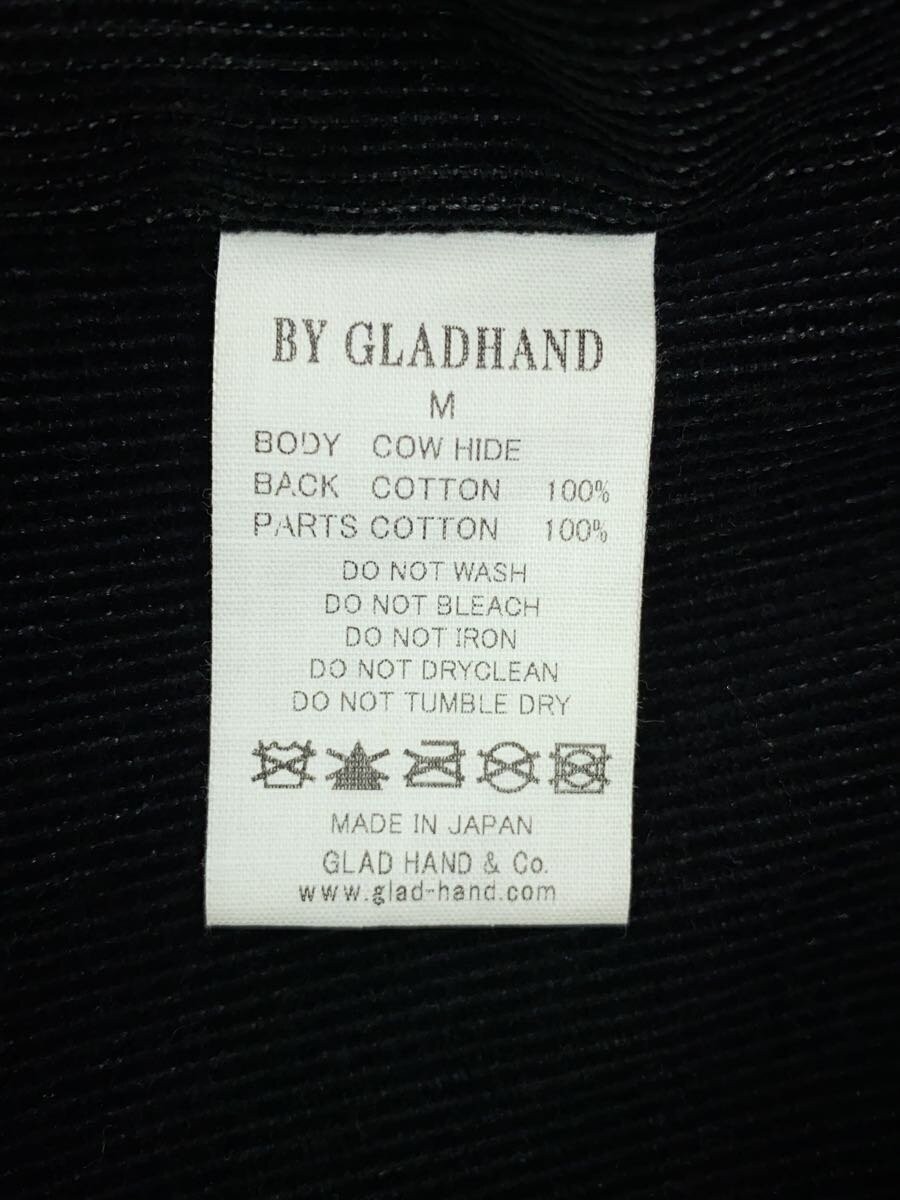 BY GLADHAND
M
BODY COW HIDE
BACK COTTON 100%
PARTS COTTON 100%
DO NOT WASH
DO NOT BLEACH
DO NOT IRON
DO NOT DRYCLEAN
DO NOT TUMBLE DRY
MADE IN JAPAN
GLAD HAND & Co.
www.glad-hand.com